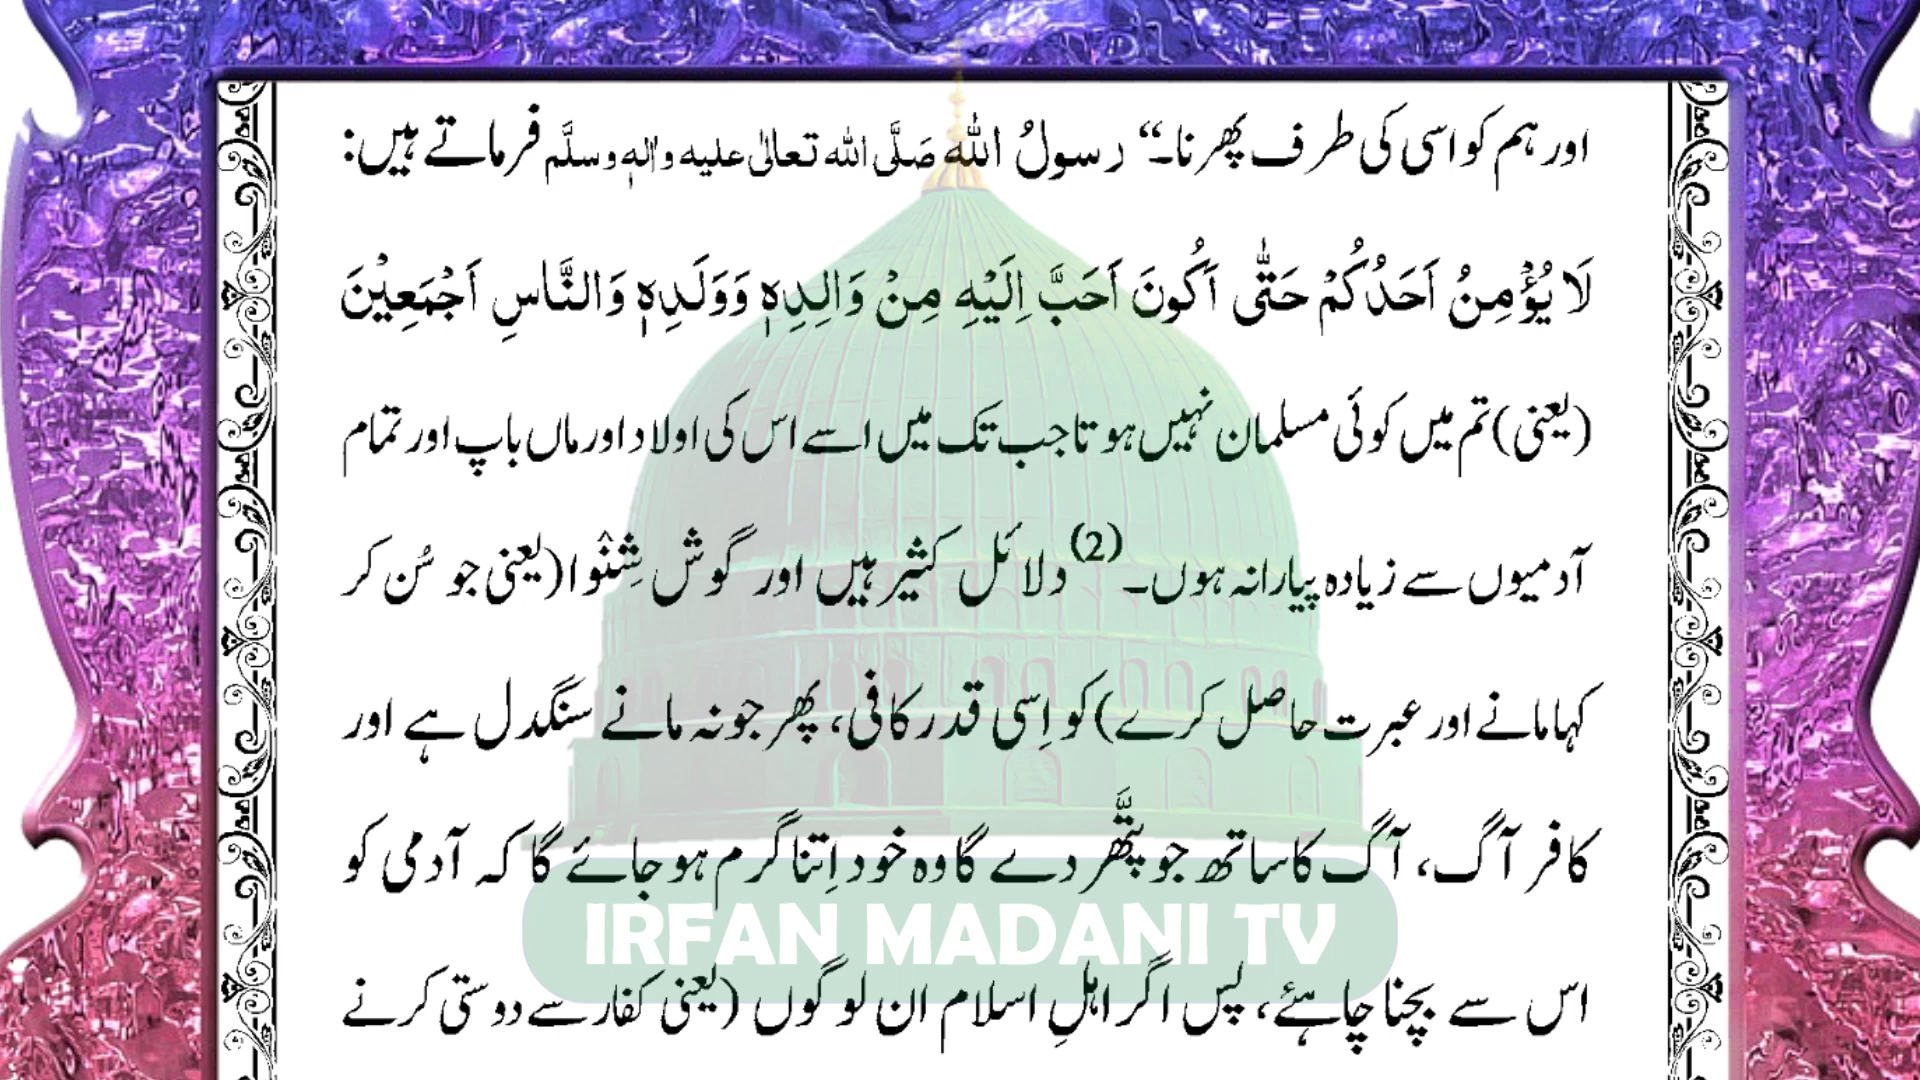 اور ہم کو اسی کی طرف پھرنا۔“ رسولُ اللہ صَلَّی اللہ تعالٰی علیہ واٰلہٖ وسلَّم فرماتے ہیں:
لَا یُؤْمِنُ اَحَدُکُمْ حَتّٰی اَکُونَ اَحَبَّ اِلَیْهِ مِنْ وَالِدِهٖ وَوَلَدِهٖ وَالنَّاسِ اَجْمَعِیْنَ
(یعنی) تم میں کوئی مسلمان نہیں ہوتا جب تک میں اسے اس کی اولاد اور ماں باپ اور تمام
آدمیوں سے زیادہ پیارا نہ ہوں۔(2) دلائل کثیر ہیں اور گوش شِنْوا (یعنی جو سُن کر
کہا مانے اور عبرت حاصل کرے) کو اِسی قدر کافی، پھر جو نہ مانے سنگدل ہے اور
کافر آگ، آگ کا ساتھ جو پتَّھر دے گا وہ خود اِتنا گرم ہو جائے گا کہ آدمی کو
IRFAN MADANI TV
اس سے بچنا چاہئے، پس اگر اہلِ اسلام ان لوگوں (یعنی کفار سے دوستی کرنے